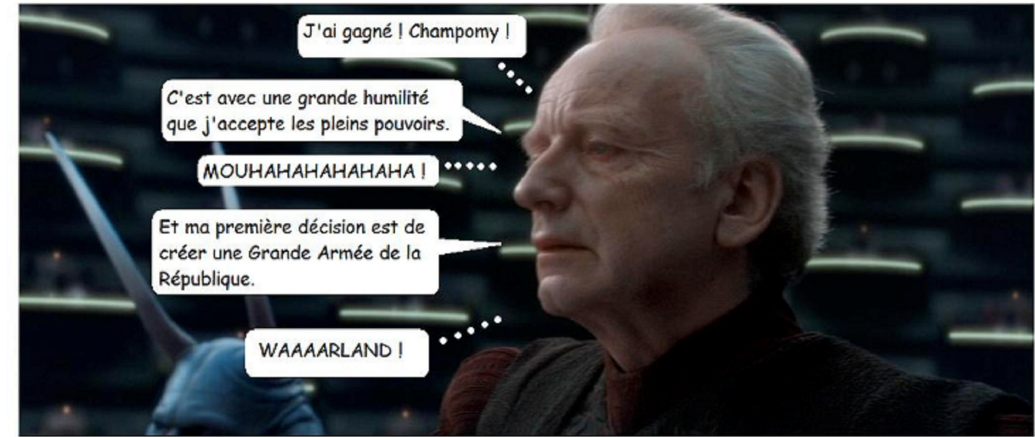 J'ai gagné ! Champomy !
C'est avec une grande humilité
que j'accepte les pleins pouvoirs.
MOUHAHAHAHAHAHA !
Et ma première décision est de
créer une Grande Armée de la
République.
WAAAARLAND !